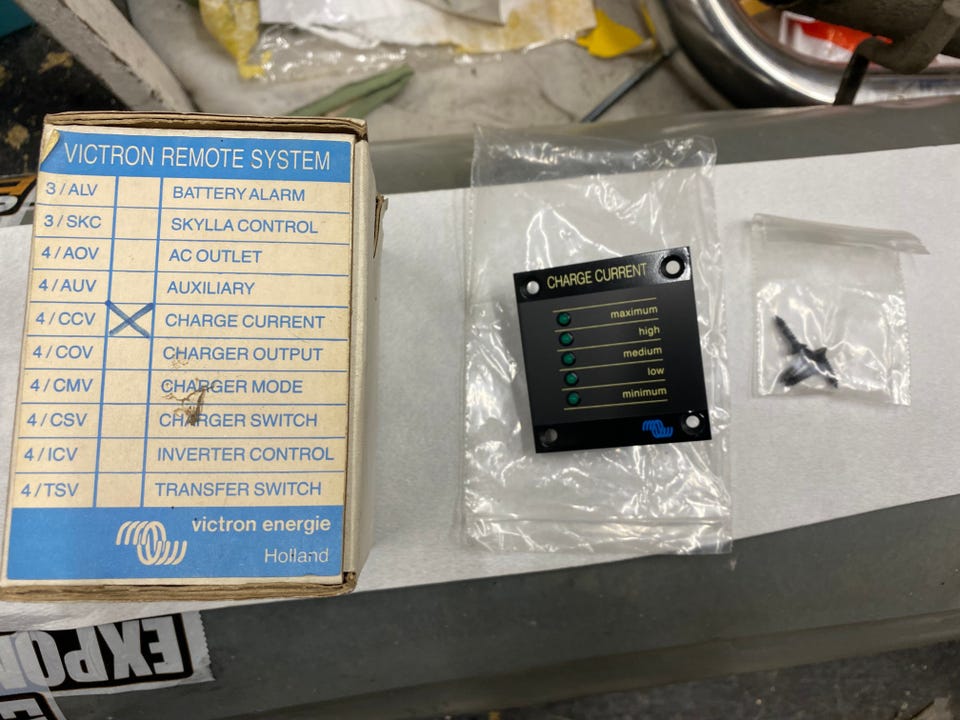 VICTRON REMOTE SYSTEM
3/ALV BATTERY ALARM
3/SKC SKYLLA CONTROL
4/AOV AC OUTLET
4/AUV AUXILIARY
4/CCV CHARGE CURRENT
4/COV CHARGER OUTPUT
4/CMV CHARGER MODE
4/CSV CHARGER SWITCH
4/ICV INVERTER CONTROL
4/TSV TRANSFER SWITCH
victron energie
Holland
CHARGE CURRENT
maximum
high
medium
low
minimum
EXPO